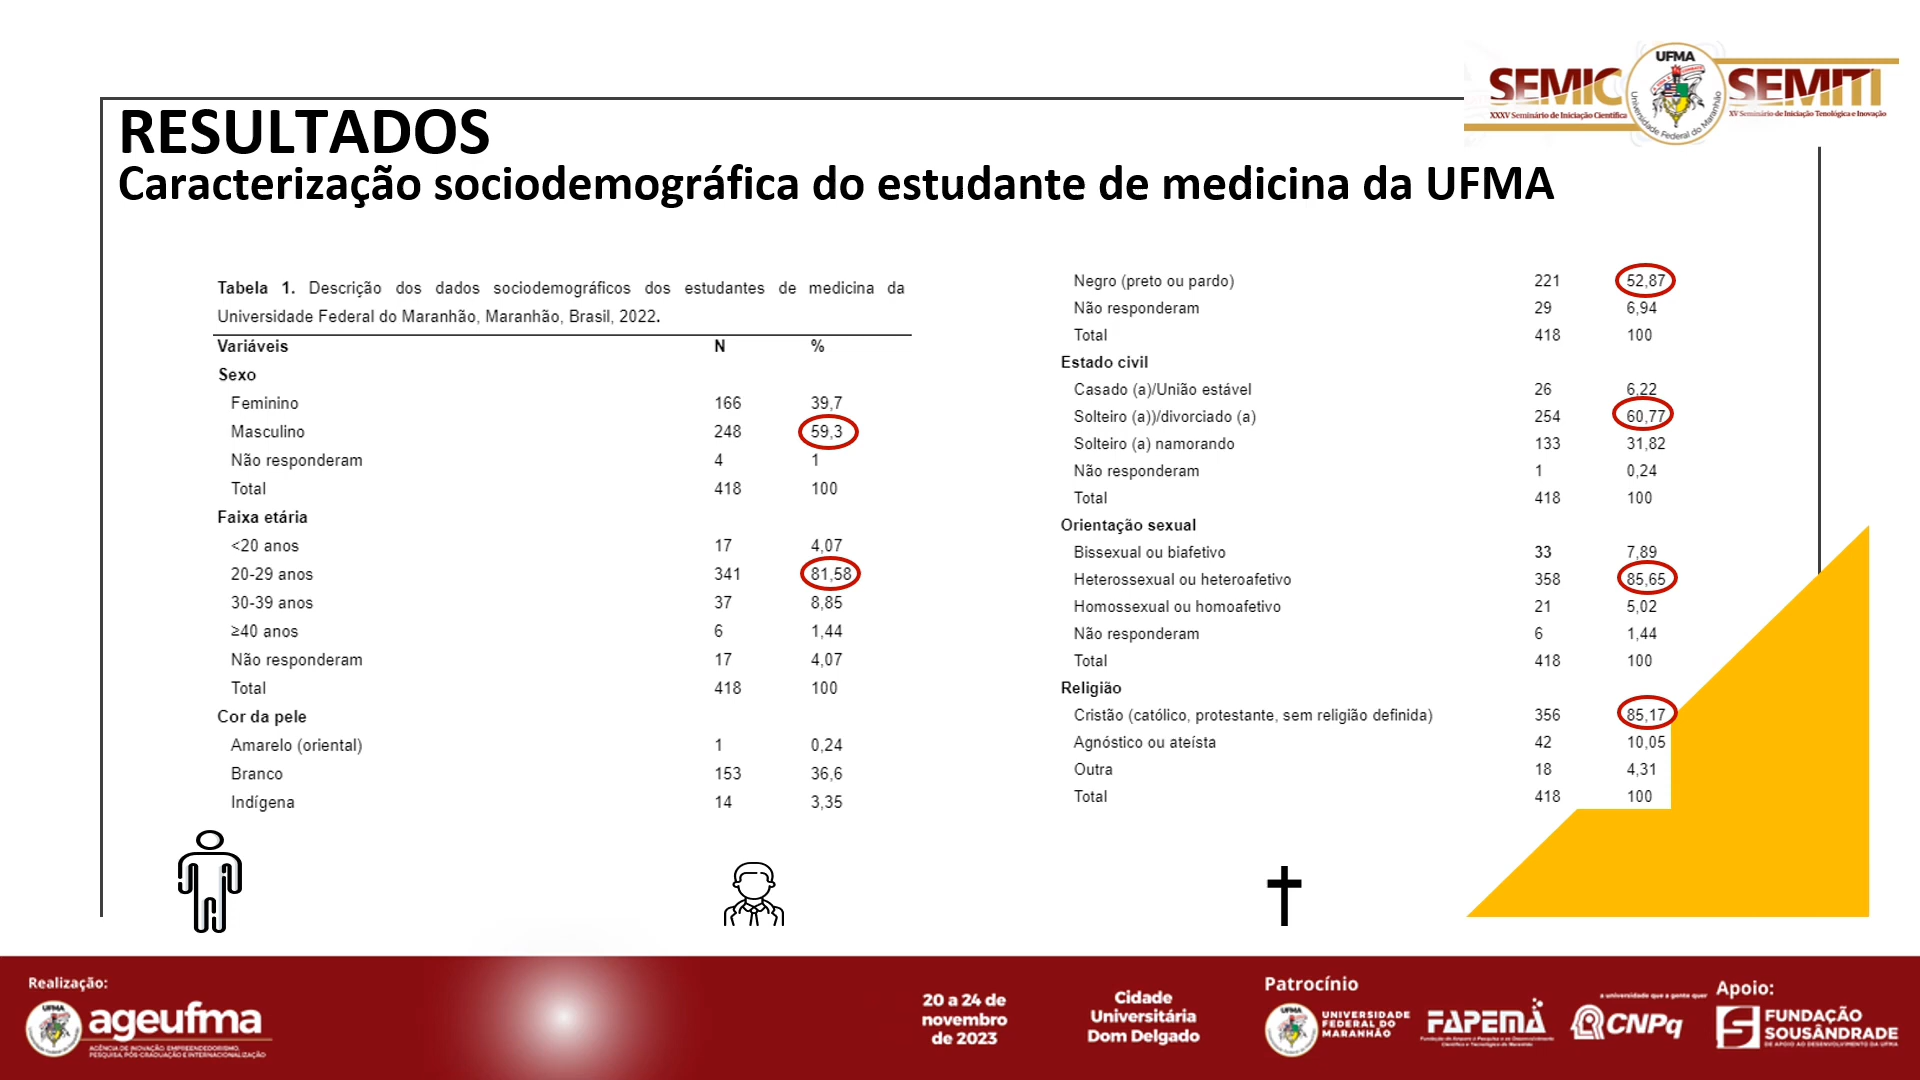 SEMIC
XXXV Seminário de Iniciação Científica
UFMA
Universidade Federal do Maranhão
SEMITI
XV Seminário de Iniciação Tenológica e Inovação
RESULTADOS
Caracterização sociodemográfica do estudante de medicina da UFMA
Tabela 1. Descrição dos dados sociodemográficos dos estudantes de medicina da
Universidade Federal do Maranhão, Maranhão, Brasil, 2022.
Variáveis N %
Sexo
Feminino 166 39,7
Masculino 248 59,3
Não responderam 4 1
Total 418 100
Faixa etária
<20 anos 17 4,07
20-29 anos 341 81,58
30-39 anos 37 8,85
≥40 anos 6 1,44
Não responderam 17 4,07
Total 418 100
Cor da pele
Amarelo (oriental) 1 0,24
Branco 153 36,6
Indígena 14 3,35
Negro (preto ou pardo) 221 52,87
Não responderam 29 6,94
Total 418 100
Estado civil
Casado (a)/União estável 26 6,22
Solteiro (a))/divorciado (a) 254 60,77
Solteiro (a) namorando 133 31,82
Não responderam 1 0,24
Total 418 100
Orientação sexual
Bissexual ou biafetivo 33 7,89
Heterossexual ou heteroafetivo 358 85,65
Homossexual ou homoafetivo 21 5,02
Não responderam 6 1,44
Total 418 100
Religião
Cristão (católico, protestante, sem religião definida) 356 85,17
Agnóstico ou ateísta 42 10,05
Outra 18 4,31
Total 418 100
Realização:
UFMA
ageufma
AGÊNCIA DE INOVAÇÃO, EMPREENDEDORISMO,
PESQUISA, PÓS-GRADUAÇÃO E INTERNACIONALIZAÇÃO
20 a 24 de
novembro
de 2023
Cidade
Universitária
Dom Delgado
Patrocínio
UFMA
UNIVERSIDADE
FEDERAL DO
MARANHÃO
a universidade que a gente quer
FAPEMA
Fundação de Amparo à Pesquisa e ao Desenvolvimento
Científico e Tecnológico do Maranhão
CNPq
Apoio:
FUNDAÇÃO
SOUSÂNDRADE
DE APOIO AO DESENVOLVIMENTO DA UFMA